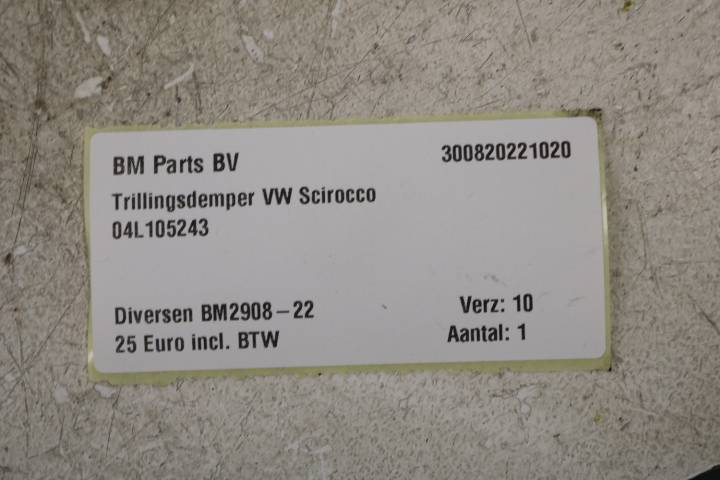 BM Parts BV 300820221020
Trillingsdemper VW Scirocco
04L105243
Diversen BM2908-22 Verz: 10
25 Euro incl. BTW Aantal: 1